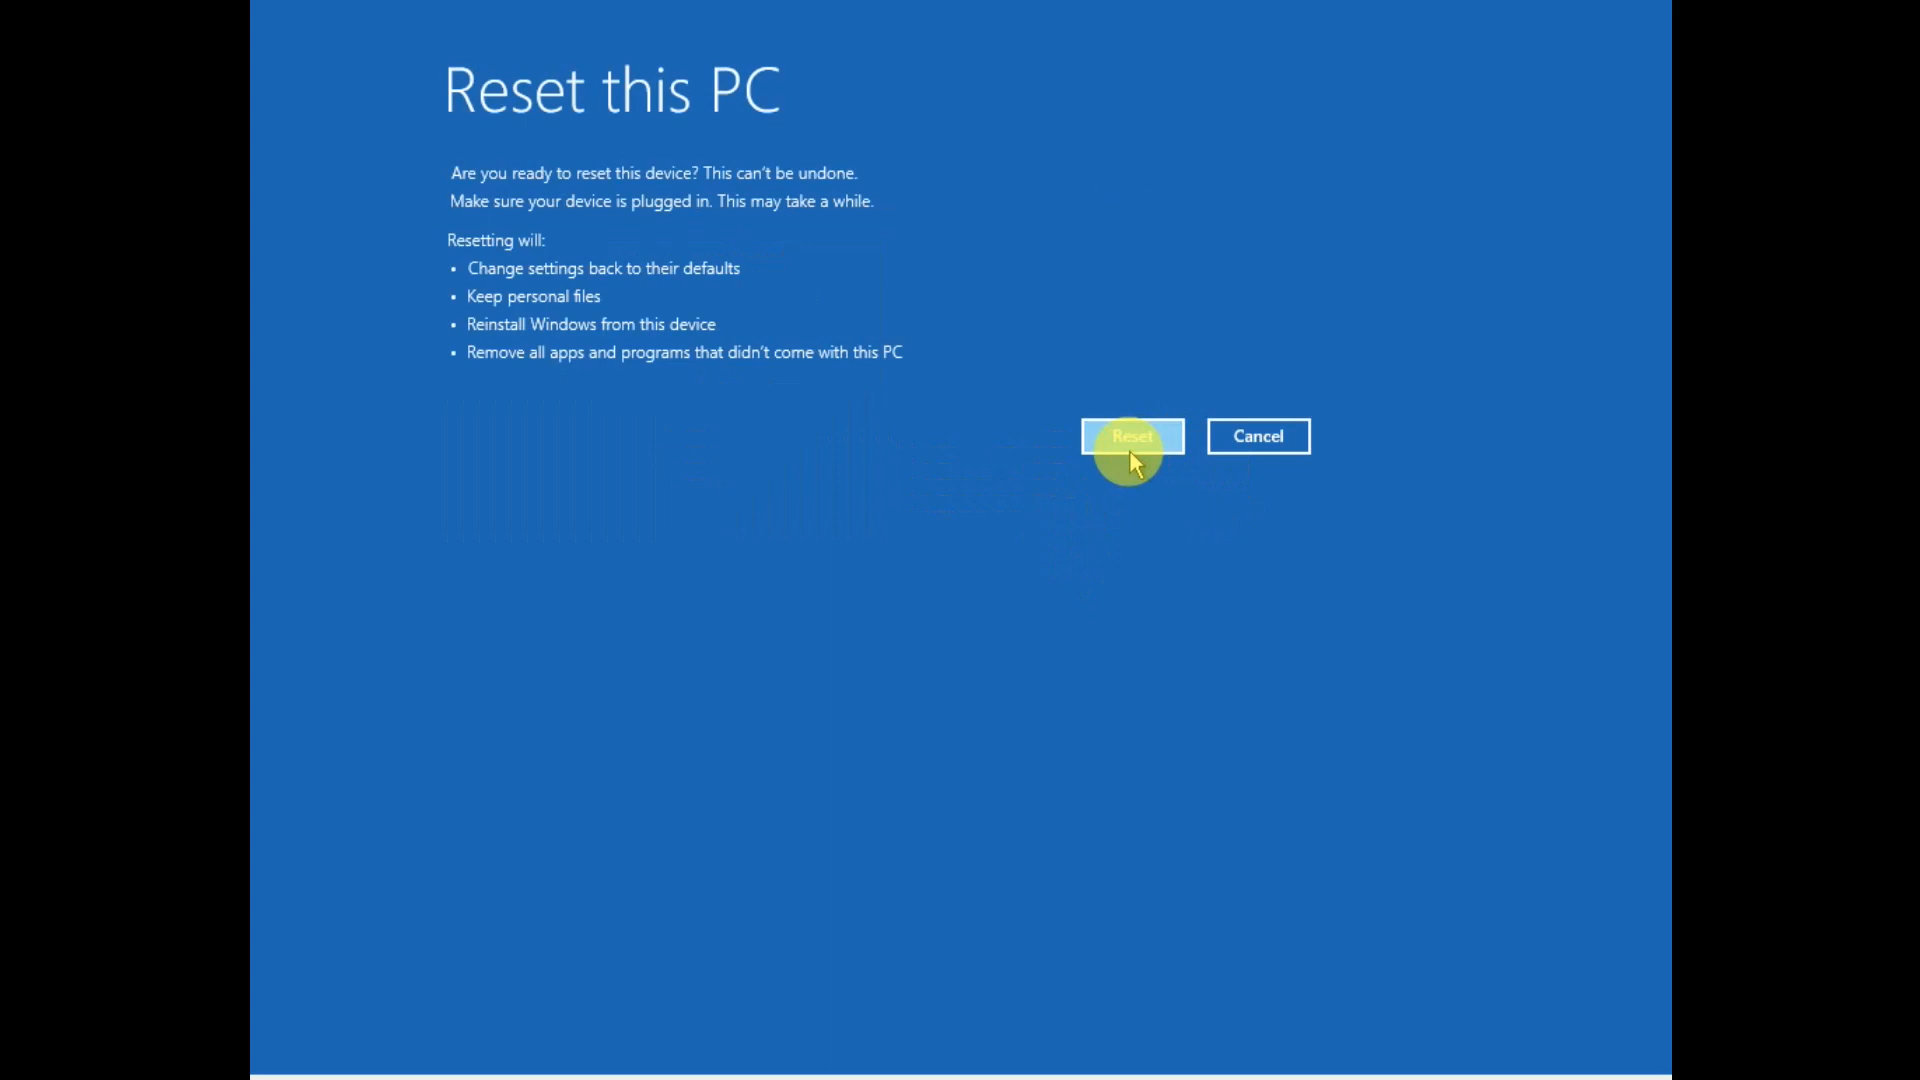 Reset this PC
Are you ready to reset this device? This can't be undone.
Make sure your device is plugged in. This may take a while.
Resetting will:
• Change settings back to their defaults
• Keep personal files
• Reinstall Windows from this device
• Remove all apps and programs that didn't come with this PC
Reset Cancel